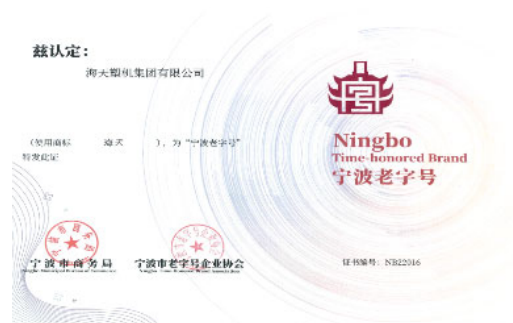 兹认定：
海天塑机集团有限公司
（使用商标 海天 ），为“宁波老字号”
特发此证
宁波市商务局
宁波市老字号企业协会
Ningbo
Time-honored Brand
宁波老字号
证书编号：NB22016